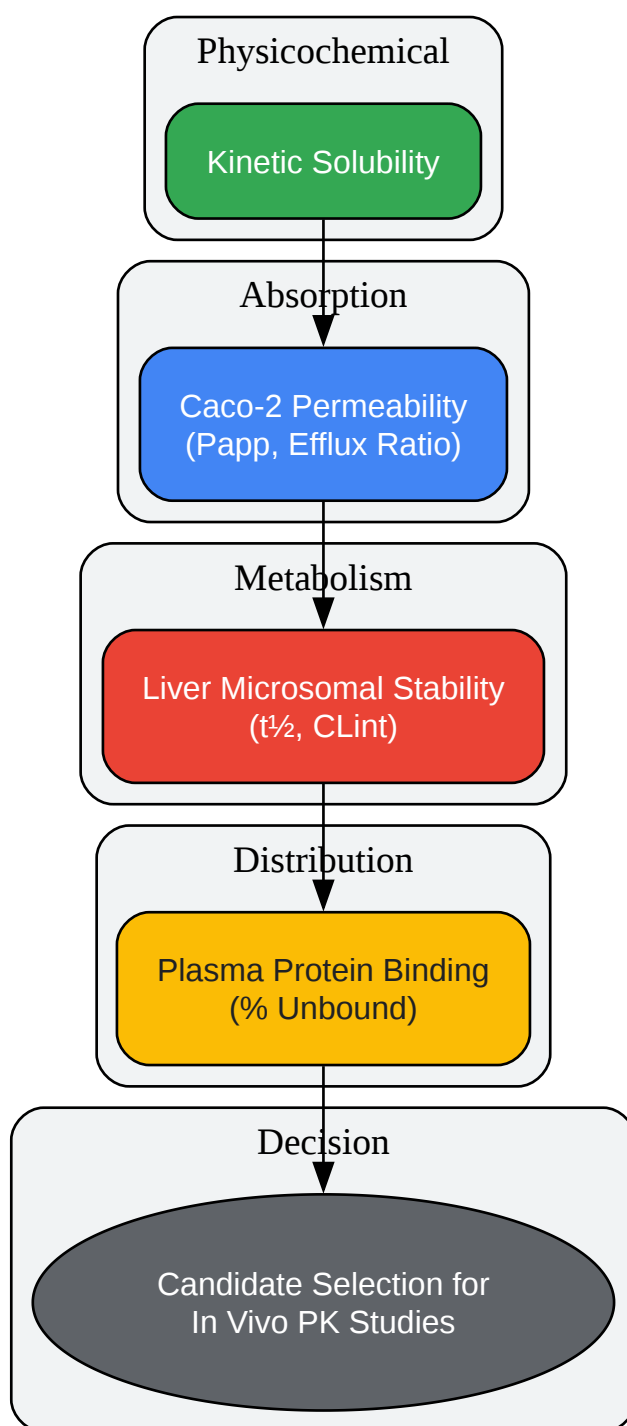 Physicochemical
Kinetic Solubility
Absorption
Caco-2 Permeability
(Papp, Efflux Ratio)
Metabolism
Liver Microsomal Stability
(t½, CLint)
Distribution
Plasma Protein Binding
(% Unbound)
Decision
Candidate Selection for
In Vivo PK Studies